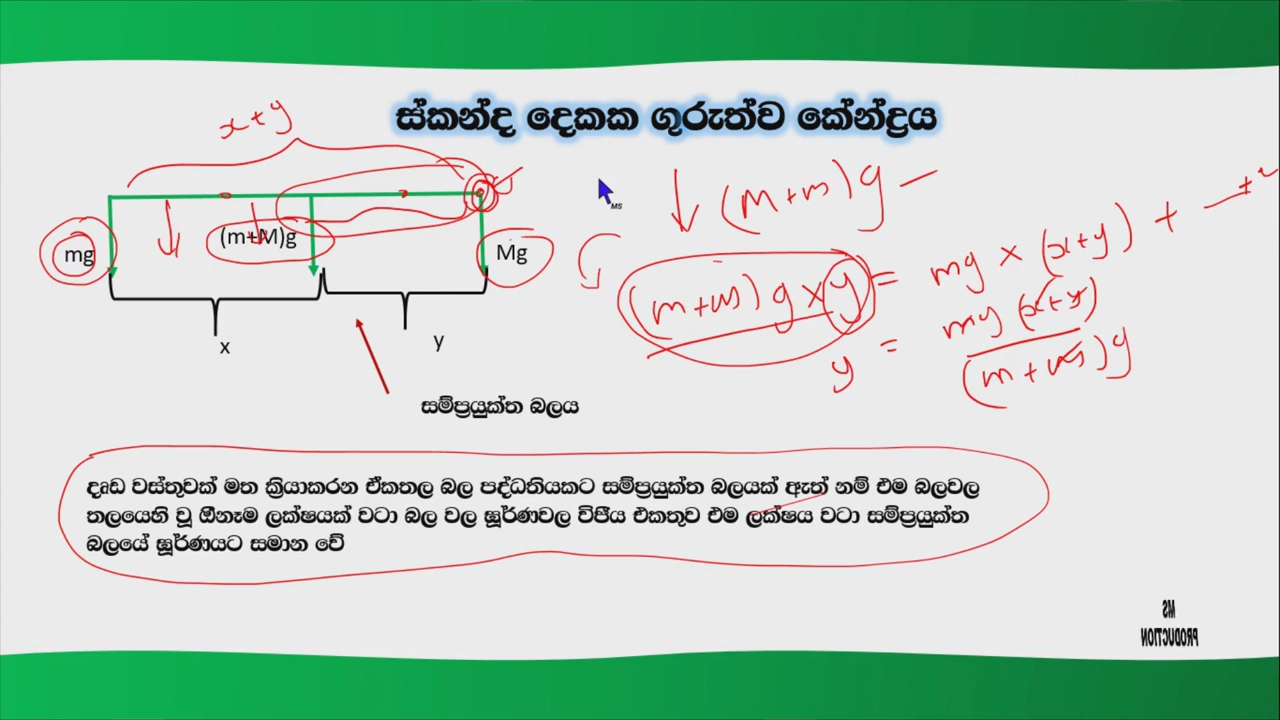 ස්කන්ද දෙකක ගුරුත්ව කේන්ද්‍රය
x + y
(M+m)g
mg
(m+M)g
Mg
(m+M) g × y = mg × (x+y) +
y = mg (x+y)
(m+M)g
x
y
MS
සම්ප්‍රයුක්ත බලය
දෘඩ වස්තුවක් මත ක්‍රියාකරන ඒකතල බල පද්ධතියකට සම්ප්‍රයුක්ත බලයක් ඇත් නම් එම බලවල
තලයෙහි වූ ඕනෑම ලක්ෂයක් වටා බල වල ඝූර්ණවල විජීය එකතුව එම ලක්ෂය වටා සම්ප්‍රයුක්ත
බලයේ ඝූර්ණයට සමාන වේ
MS
PRODUCTION